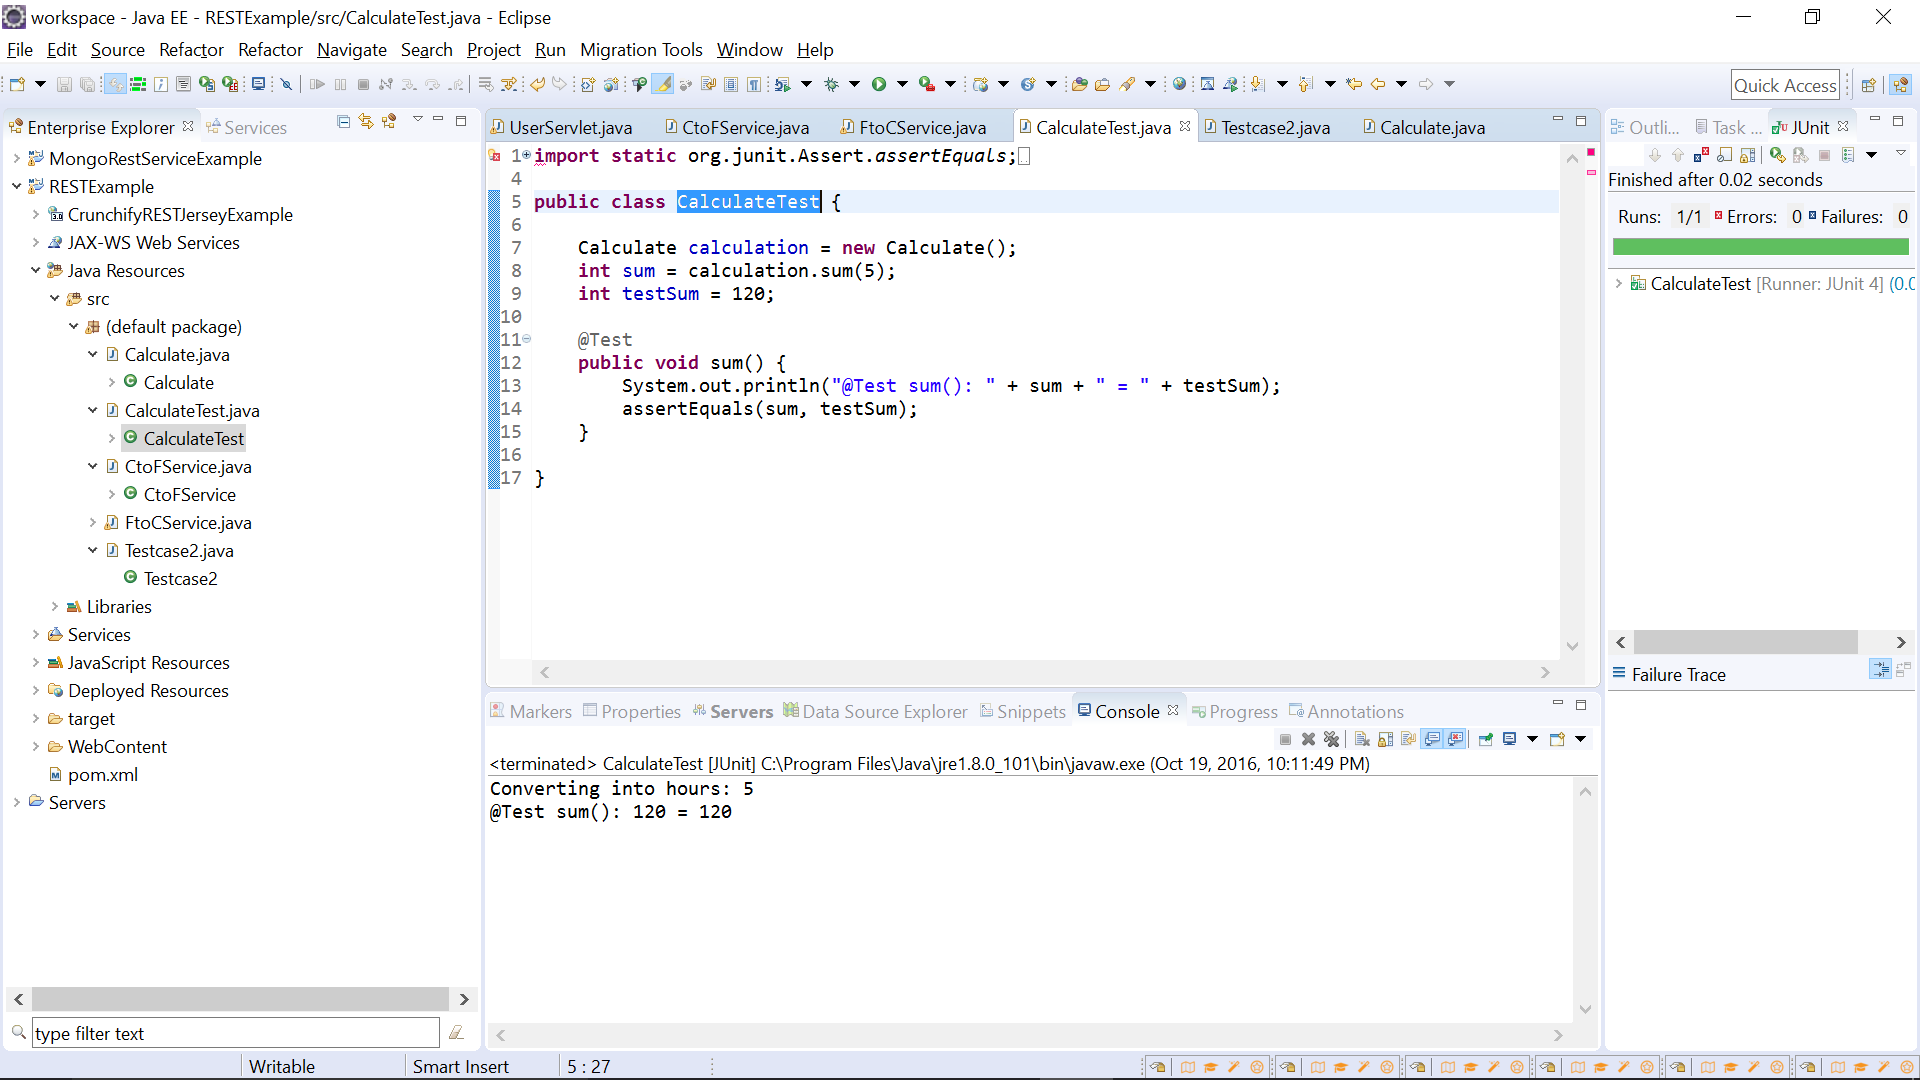 workspace - Java EE - RESTExample/src/CalculateTest.java - Eclipse
File Edit Source Refactor Refactor Navigate Search Project Run Migration Tools Window Help
Quick Access
Enterprise Explorer
Services
MongoRestServiceExample
RESTExample
CrunchifyRESTJerseyExample
JAX-WS Web Services
Java Resources
src
(default package)
Calculate.java
Calculate
CalculateTest.java
CalculateTest
CtoFService.java
CtoFService
FtoCService.java
Testcase2.java
Testcase2
Libraries
Services
JavaScript Resources
Deployed Resources
target
WebContent
pom.xml
Servers
type filter text
UserServlet.java CtoFService.java FtoCService.java CalculateTest.java Testcase2.java Calculate.java
1 import static org.junit.Assert.assertEquals;
4
5 public class CalculateTest {
6
7 Calculate calculation = new Calculate();
8 int sum = calculation.sum(5);
9 int testSum = 120;
10
11 @Test
12 public void sum() {
13 System.out.println("@Test sum(): " + sum + " = " + testSum);
14 assertEquals(sum, testSum);
15 }
16
17 }
Markers Properties Servers Data Source Explorer Snippets Console Progress Annotations
<terminated> CalculateTest [JUnit] C:\Program Files\Java\jre1.8.0_101\bin\javaw.exe (Oct 19, 2016, 10:11:49 PM)
Converting into hours: 5
@Test sum(): 120 = 120
Outli... Task ... JUnit
Finished after 0.02 seconds
Runs: 1/1 Errors: 0 Failures: 0
CalculateTest [Runner: JUnit 4] (0.0
Failure Trace
Writable Smart Insert 5 : 27